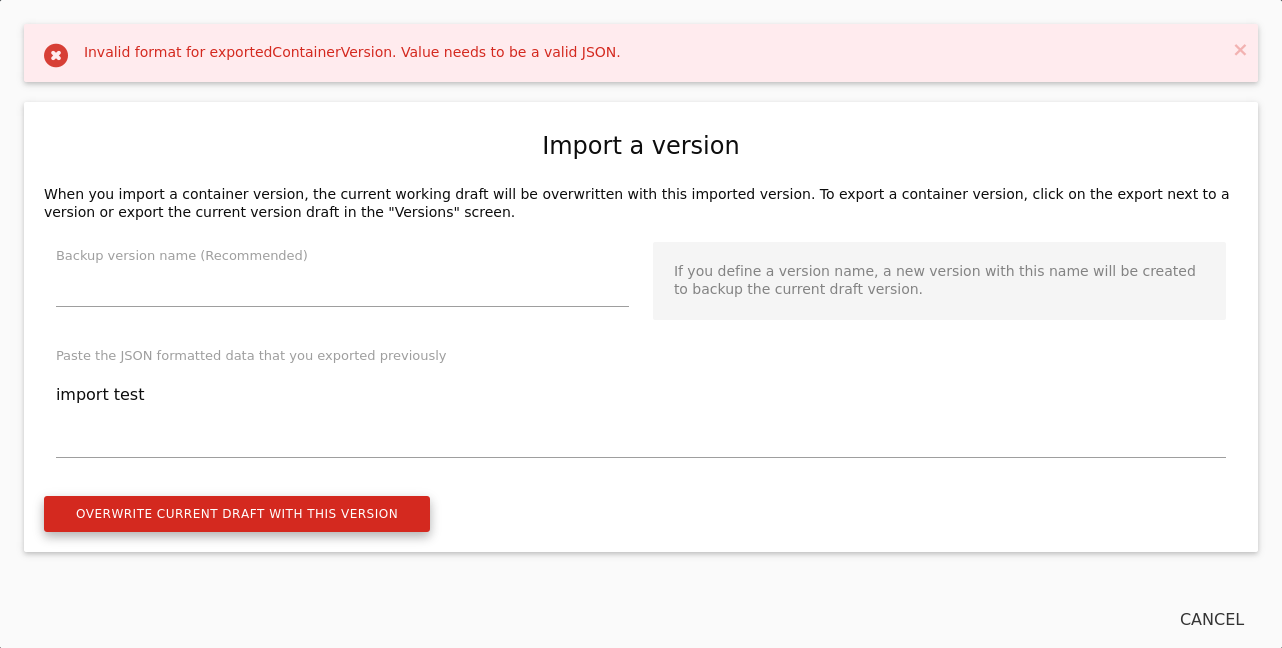 Invalid format for exportedContainerVersion. Value needs to be a valid JSON.
Import a version
When you import a container version, the current working draft will be overwritten with this imported version. To export a container version, click on the export next to a
version or export the current version draft in the "Versions" screen.
Backup version name (Recommended)
If you define a version name, a new version with this name will be created
to backup the current draft version.
Paste the JSON formatted data that you exported previously
import test
OVERWRITE CURRENT DRAFT WITH THIS VERSION
CANCEL